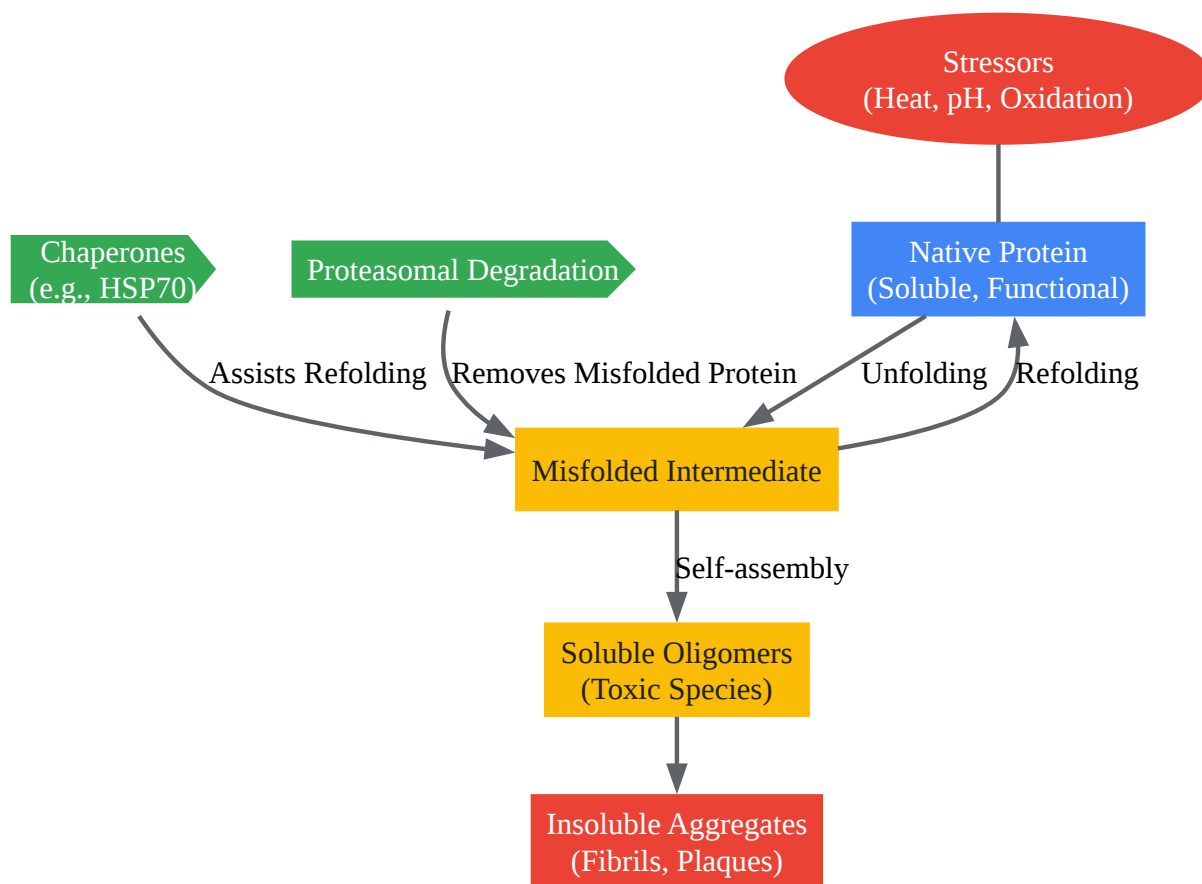 Stressors
(Heat, pH, Oxidation)
Chaperones
(e.g., HSP70)
Proteasomal Degradation
Native Protein
(Soluble, Functional)
Assists Refolding
Removes Misfolded Protein
Unfolding
Refolding
Misfolded Intermediate
Self-assembly
Soluble Oligomers
(Toxic Species)
Insoluble Aggregates
(Fibrils, Plaques)